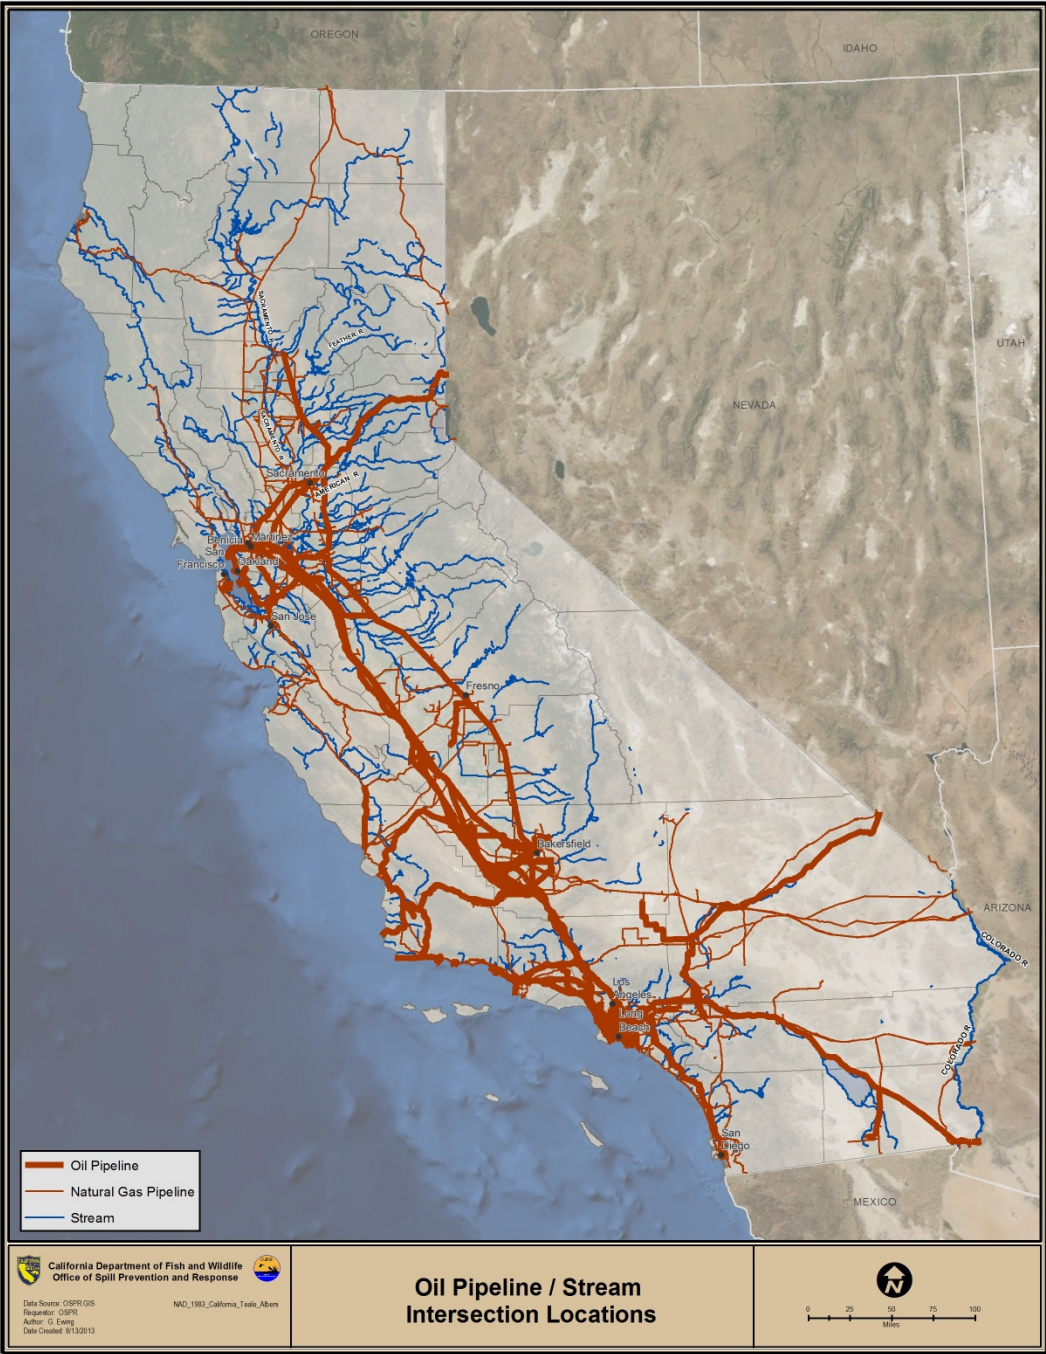 OREGON
IDAHO
UTAH
NEVADA
SACRAMENTO R.
FEATHER R.
SACRAMENTO R.
Sacramento
AMERICAN R
Benicia
Martinez
San
Francisco
Oakland
San Jose
Fresno
Bakersfield
ARIZONA
COLORADO R.
Los
Angeles
Long
Beach
COLORADO R.
San
Diego
MEXICO
Oil Pipeline
Natural Gas Pipeline
Stream
California Department of Fish and Wildlife
Office of Spill Prevention and Response
Data Source: OSPR GIS
Requestor: OSPR
Author: G. Ewing
Date Created: 8/13/2013
NAD_1983_California_Teale_Albers
Oil Pipeline / Stream
Intersection Locations
N
0 25 50 75 100
Miles